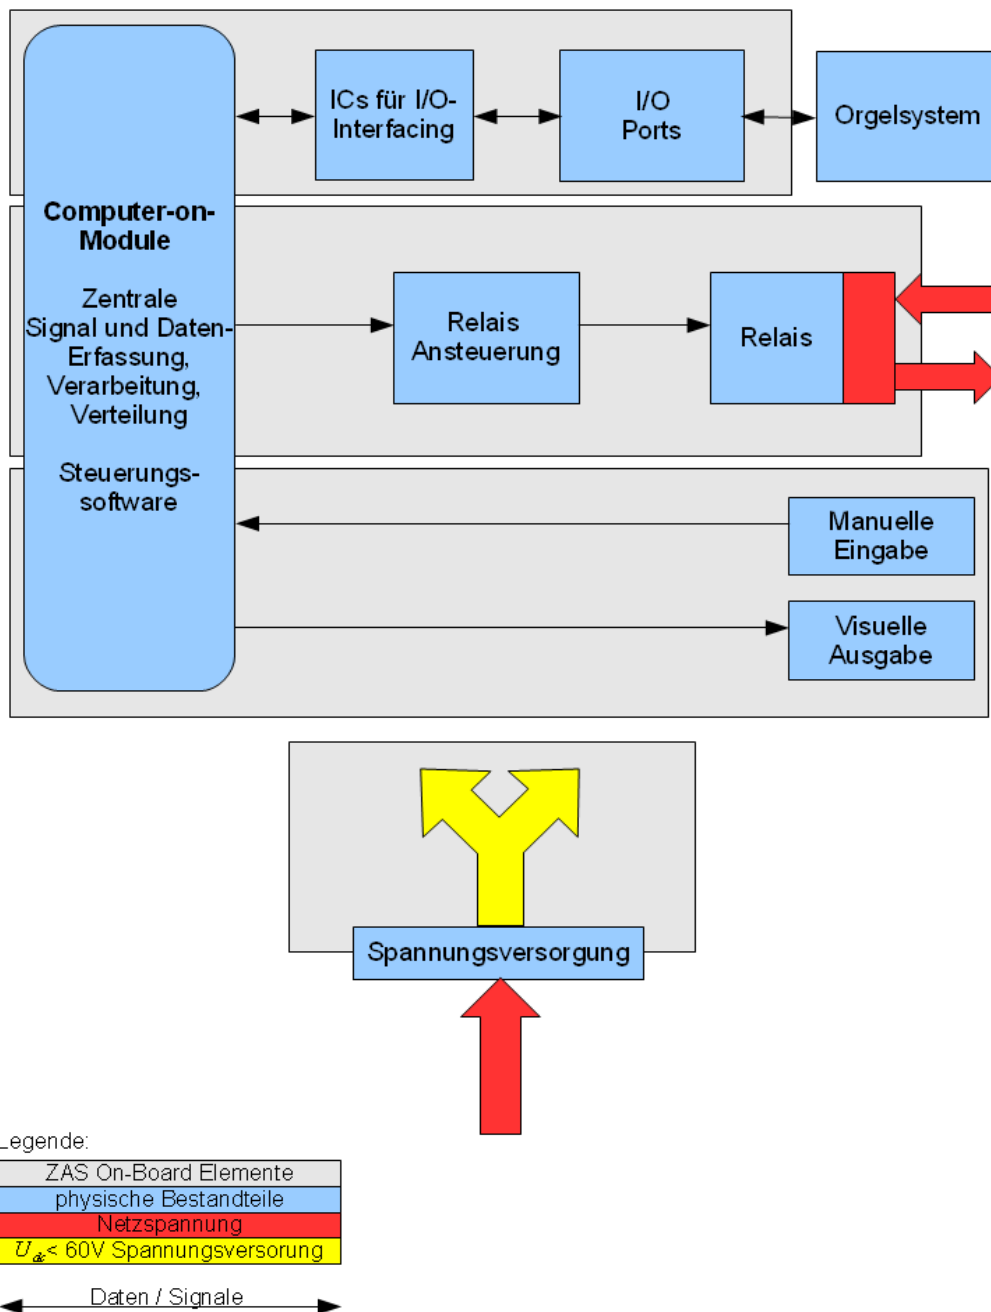 ICs für I/O-
Interfacing
I/O
Ports
Orgelsystem
Computer-on-
Module
Zentrale
Signal und Daten-
Erfassung,
Verarbeitung,
Verteilung
Steuerungs-
software
Relais
Ansteuerung
Relais
Manuelle
Eingabe
Visuelle
Ausgabe
Spannungsversorgung
Legende:
ZAS On-Board Elemente
physische Bestandteile
Netzspannung
U_dc< 60V Spannungsversorung
Daten / Signale